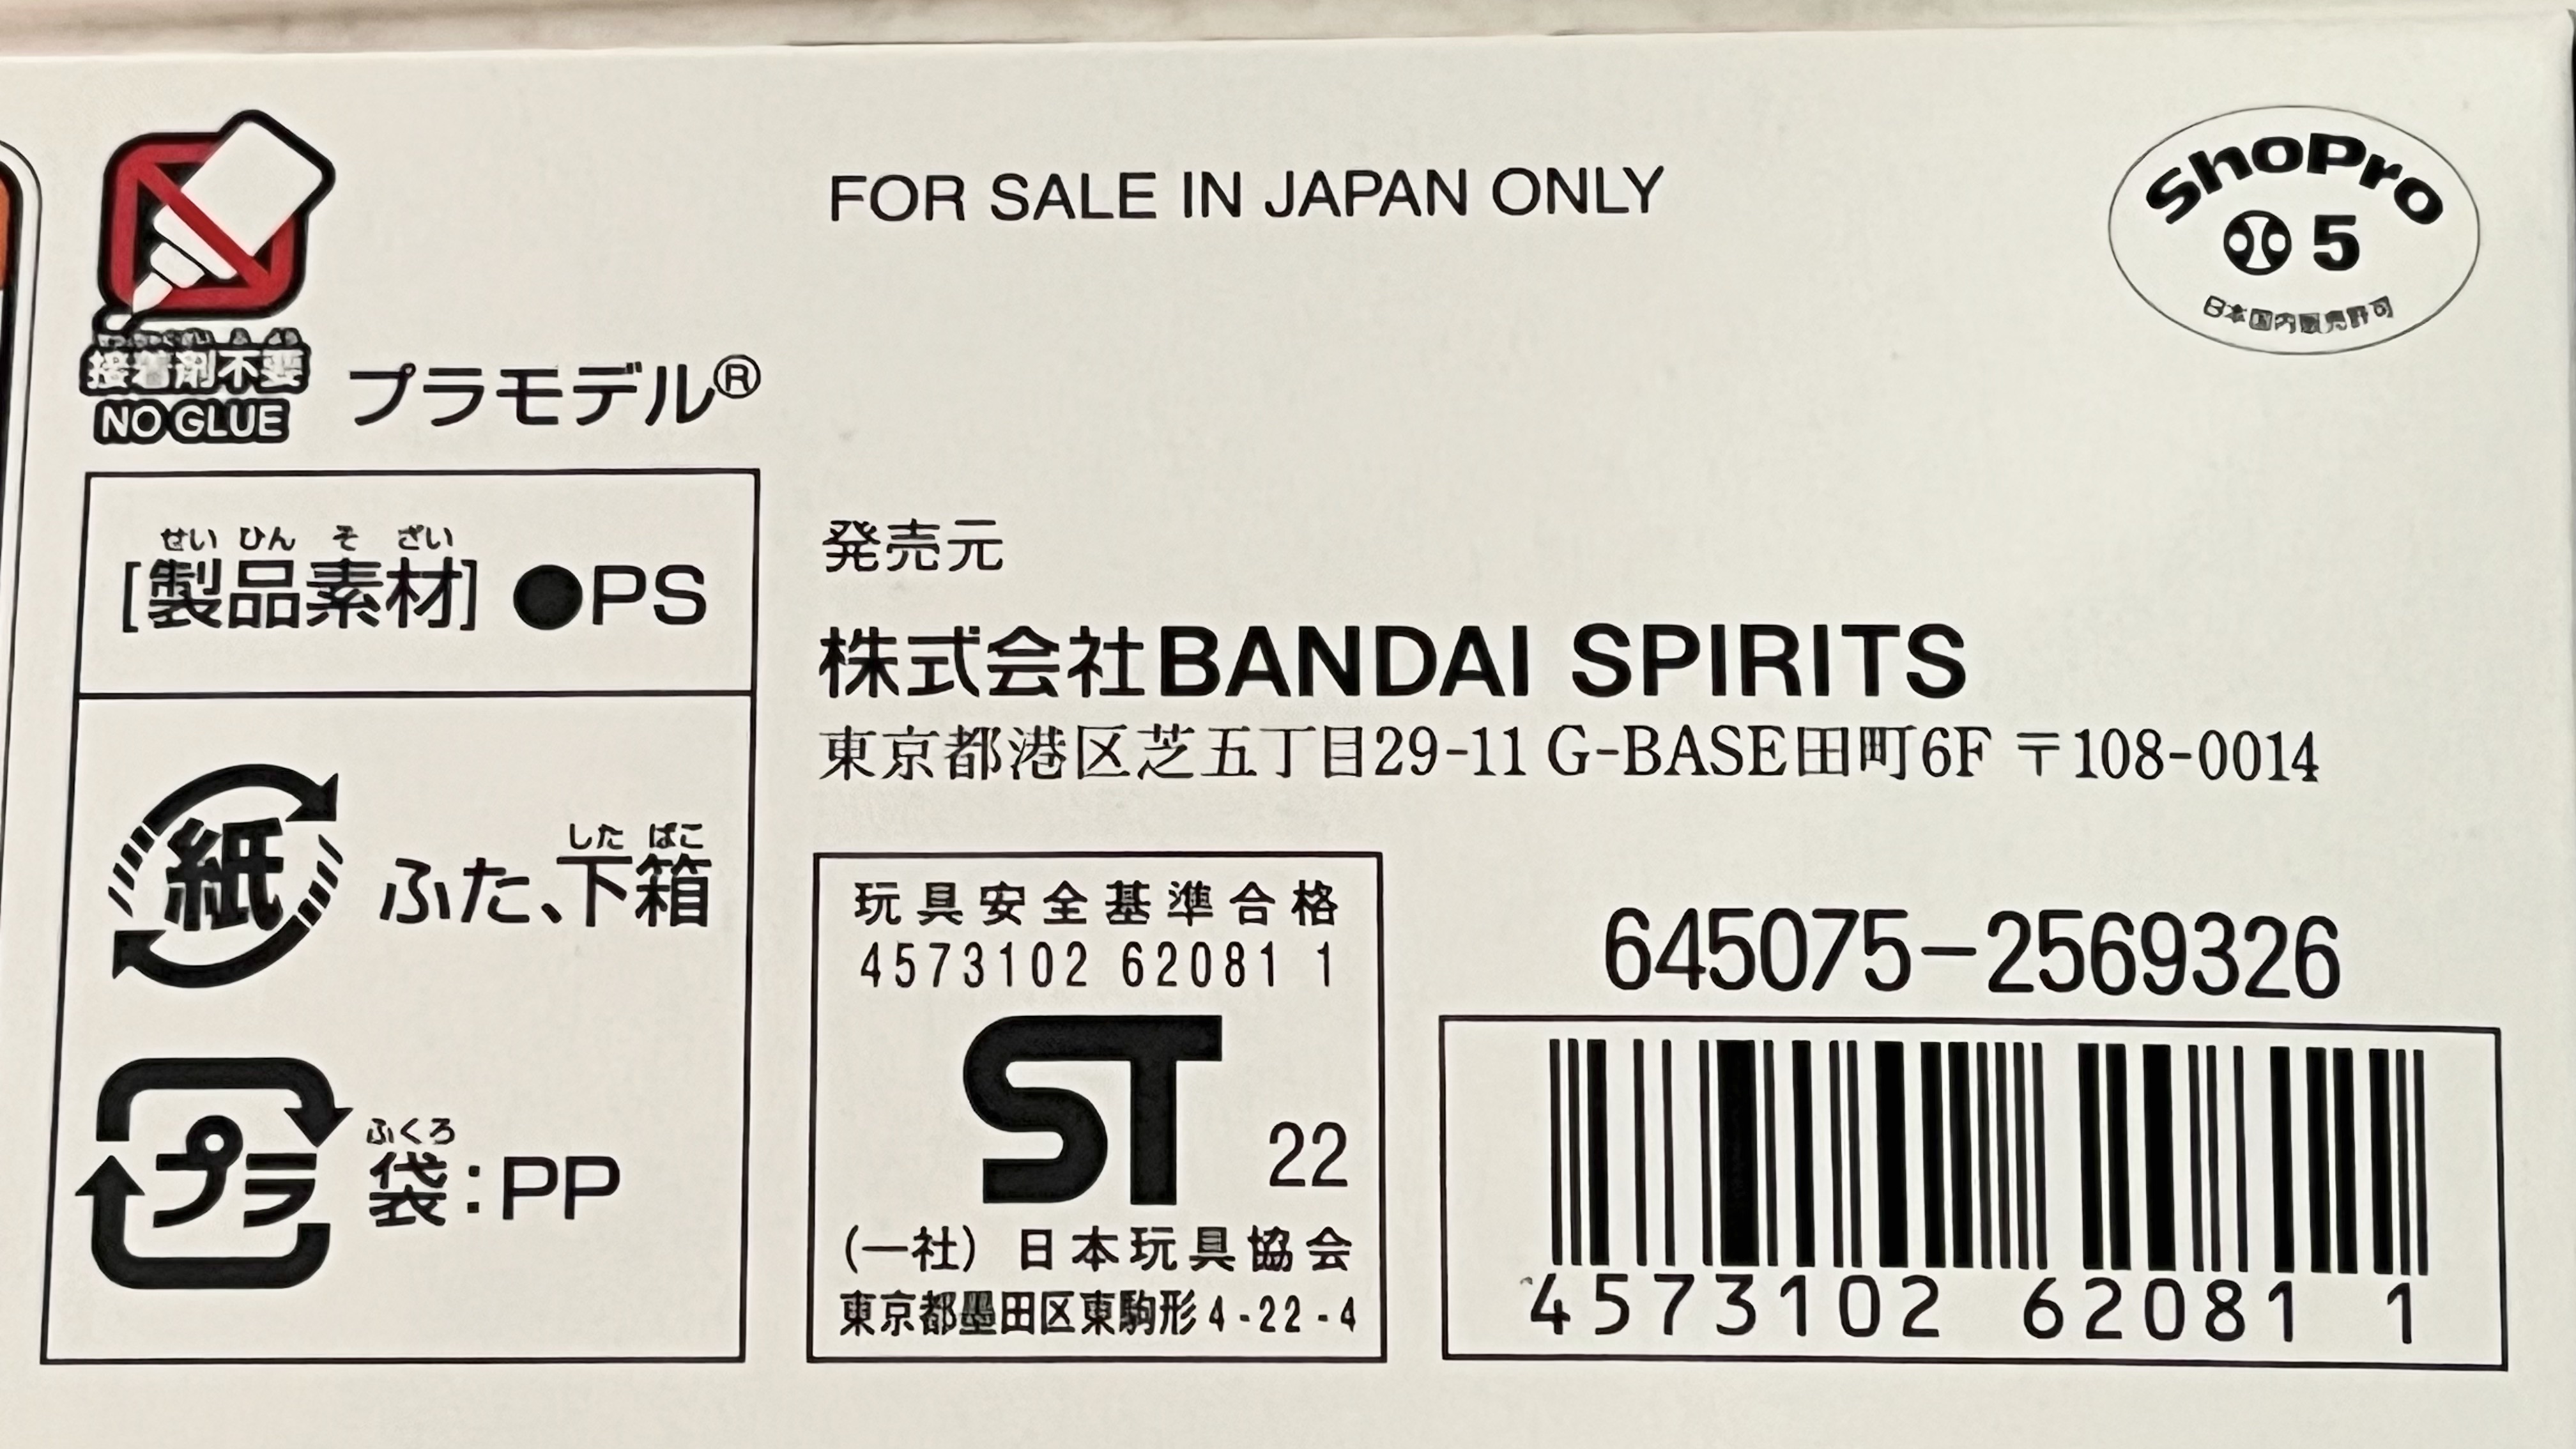 接着剤不要
NO GLUE
プラモデル®
FOR SALE IN JAPAN ONLY
ShoPro
5
日本国内販売許可
せい ひん そ ざい
[製品素材] ●PS
紙
した ばこ
ふた、下箱
プラ
ふくろ
袋:PP
発売元
株式会社BANDAI SPIRITS
東京都港区芝五丁目29-11 G-BASE田町6F 〒108-0014
玩具安全基準合格
4573102 62081 1
ST 22
(一社) 日本玩具協会
東京都墨田区東駒形4-22-4
645075-2569326
4573102 62081 1